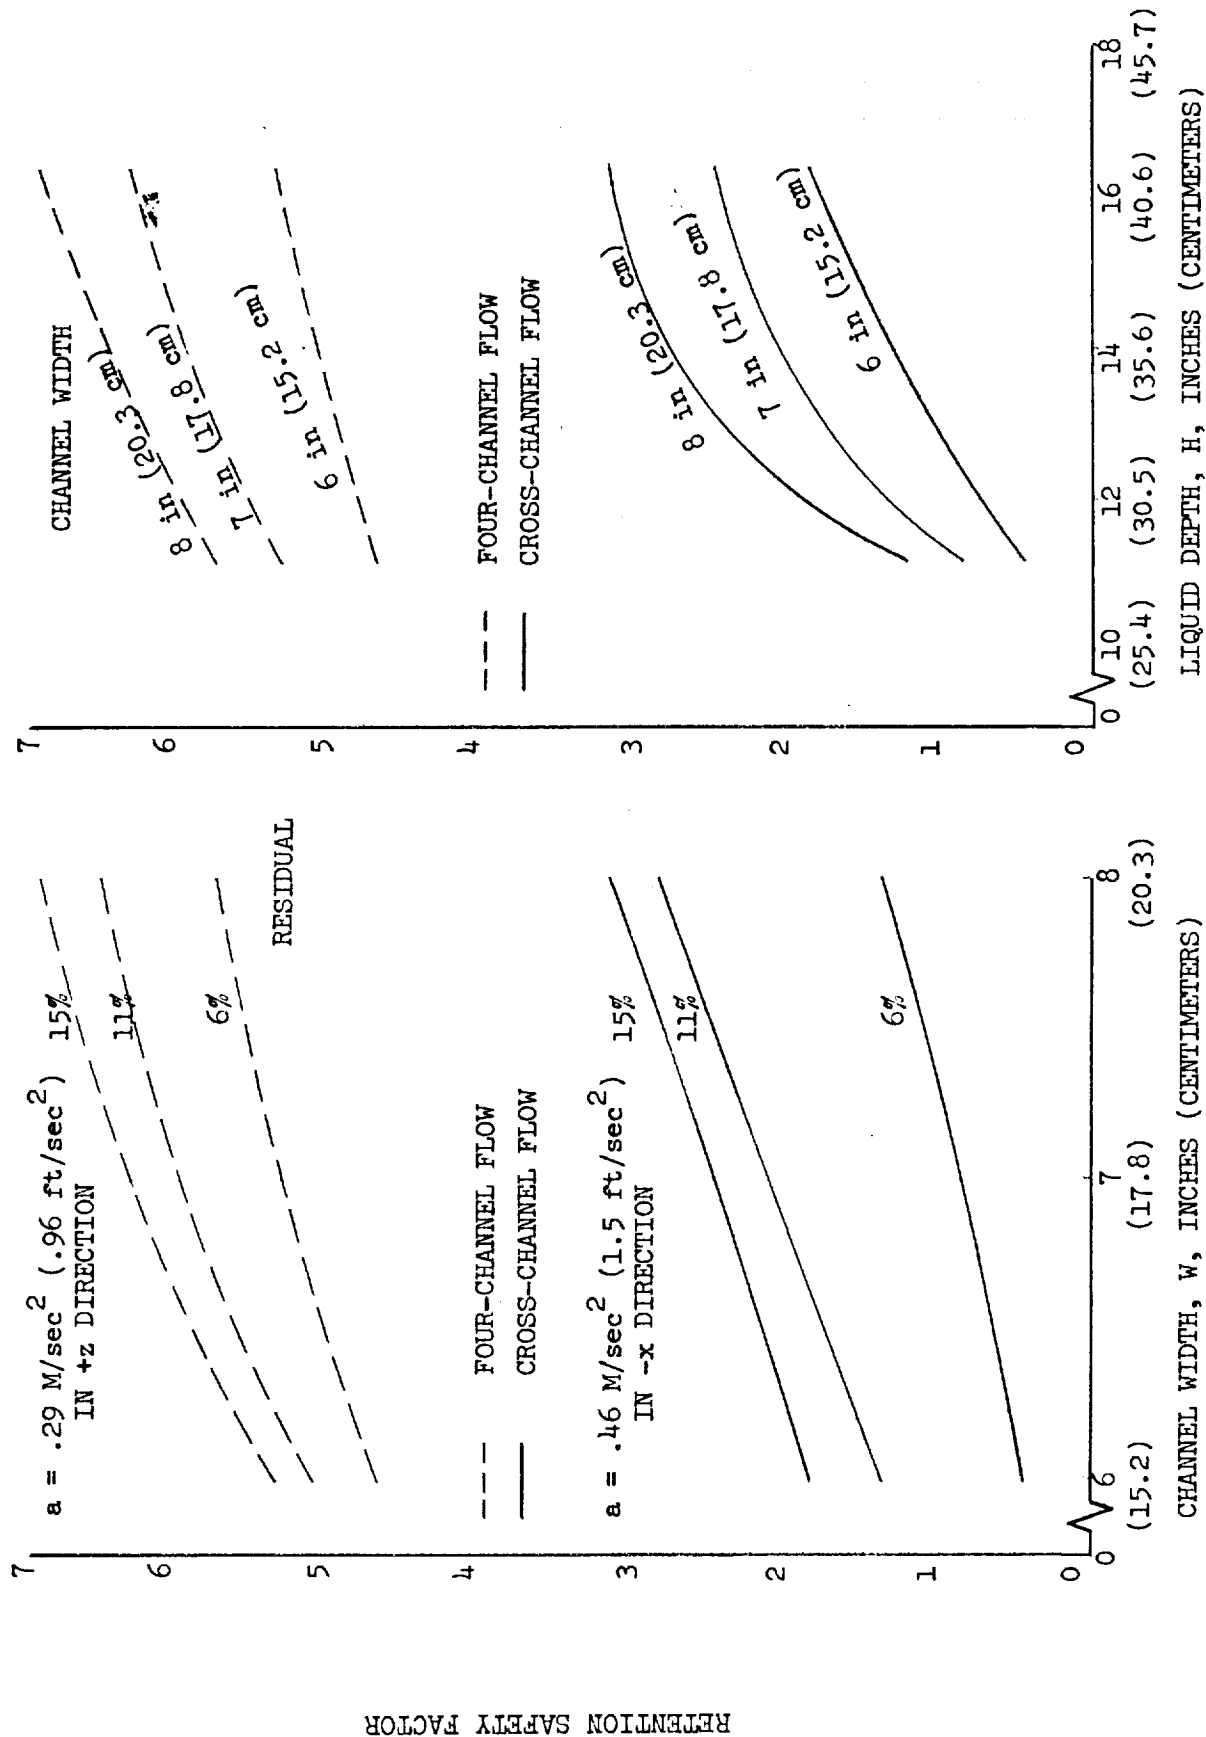 RETENTION SAFETY FACTOR
7
6
5
4
3
2
1
0
a = .29 M/sec2 (.96 ft/sec2)
IN +z DIRECTION
15%
11%
6%
RESIDUAL
FOUR-CHANNEL FLOW
CROSS-CHANNEL FLOW
a = .46 M/sec2 (1.5 ft/sec2)
IN -x DIRECTION
15%
11%
6%
0 6 7 8
(15.2) (17.8) (20.3)
CHANNEL WIDTH, W, INCHES (CENTIMETERS)
7
6
5
4
3
2
1
0
CHANNEL WIDTH
8 in (20.3 cm)
7 in (17.8 cm)
6 in (15.2 cm)
FOUR-CHANNEL FLOW
CROSS-CHANNEL FLOW
8 in (20.3 cm)
7 in (17.8 cm)
6 in (15.2 cm)
0 10 12 14 16 18
(25.4) (30.5) (35.6) (40.6) (45.7)
LIQUID DEPTH, H, INCHES (CENTIMETERS)